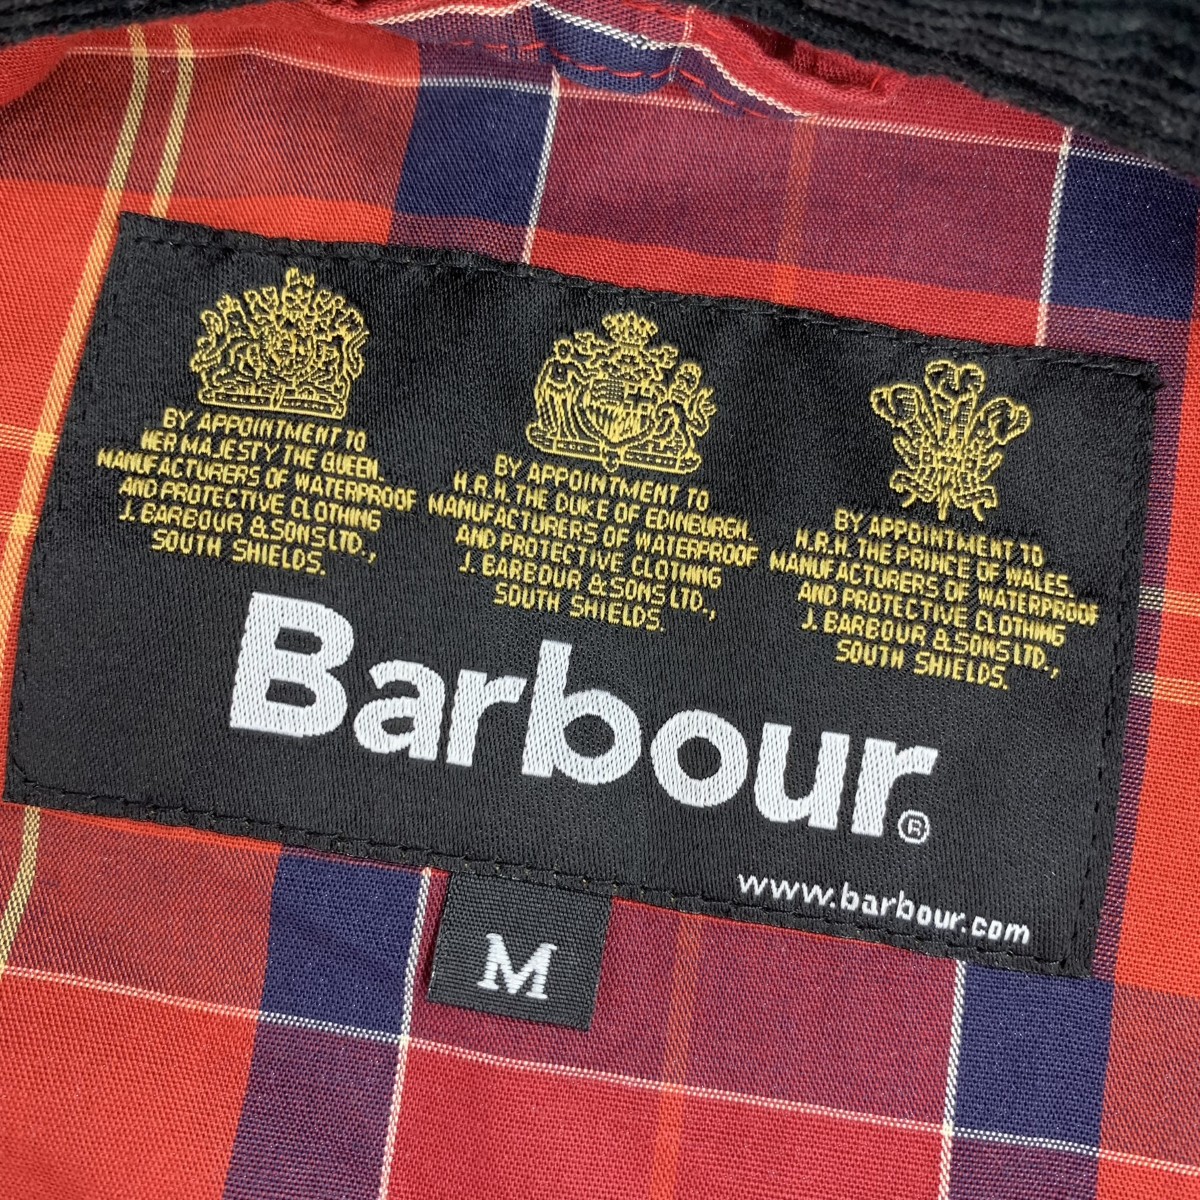 BY APPOINTMENT TO
HER MAJESTY THE QUEEN.
MANUFACTURERS OF WATERPROOF
AND PROTECTIVE CLOTHING
J. BARBOUR & SONS LTD.,
SOUTH SHIELDS.
BY APPOINTMENT TO
H.R.H. THE DUKE OF EDINBURGH.
MANUFACTURERS OF WATERPROOF
AND PROTECTIVE CLOTHING
J. BARBOUR & SONS LTD.,
SOUTH SHIELDS.
BY APPOINTMENT TO
H.R.H. THE PRINCE OF WALES.
MANUFACTURERS OF WATERPROOF
AND PROTECTIVE CLOTHING
J. BARBOUR & SONS LTD.,
SOUTH SHIELDS.
Barbour®
www.barbour.com
M